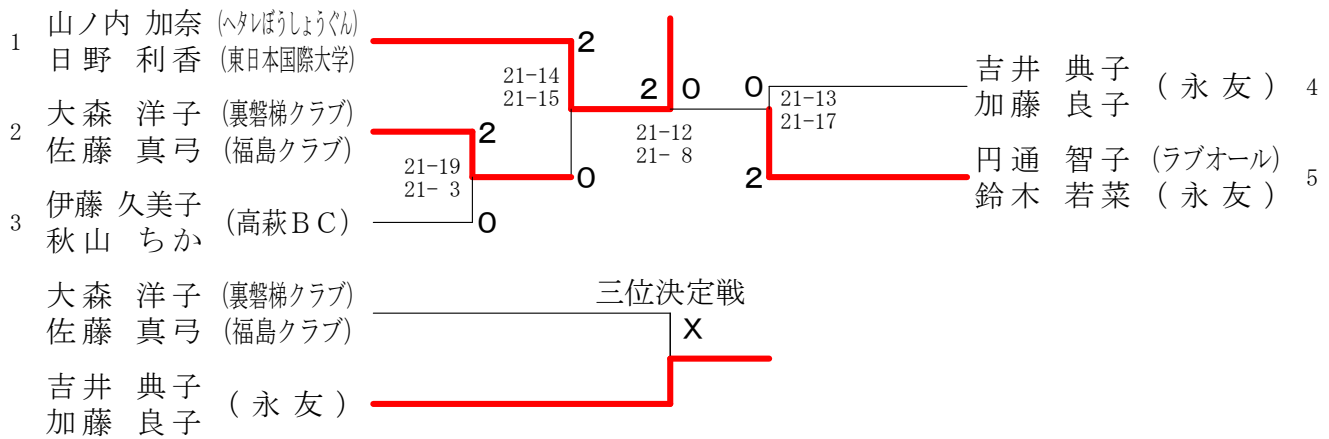 1 山ノ内 加奈 (ヘタレぼうしょうぐん)
日野 利香 (東日本国際大学)
2 大森 洋子 (裏磐梯クラブ)
佐藤 真弓 (福島クラブ)
3 伊藤 久美子 (高萩BC)
秋山 ちか
2
21-14
21-15
2
21-19
21- 3
0
0
2 0
21-12
21- 8
0
21-13
21-17
2
吉井 典子 (永友) 4
加藤 良子
円通 智子 (ラブオール) 5
鈴木 若菜 (永友)
三位決定戦
大森 洋子 (裏磐梯クラブ)
佐藤 真弓 (福島クラブ)
X
吉井 典子 (永友)
加藤 良子